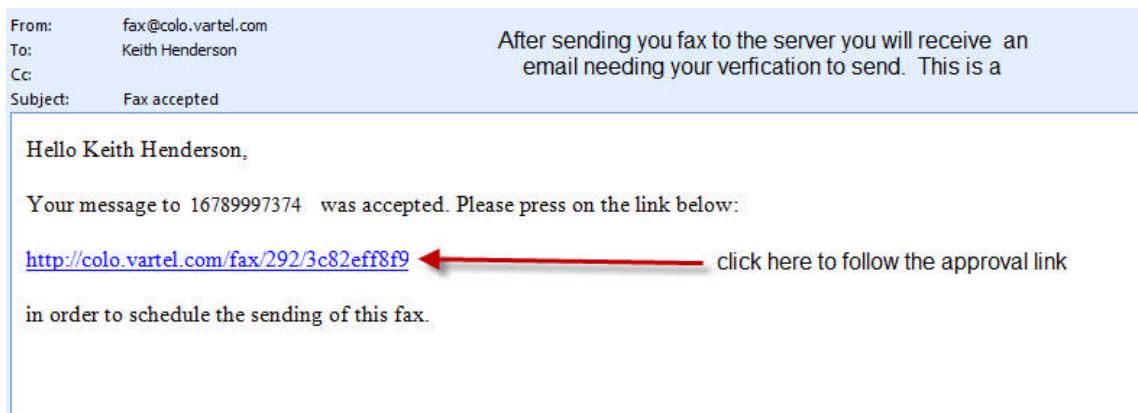 From: fax@colo.vartel.com
To: Keith Henderson
Cc:
Subject: Fax accepted
After sending you fax to the server you will receive an
email needing your verfication to send. This is a
Hello Keith Henderson,
Your message to 16789997374 was accepted. Please press on the link below:
http://colo.vartel.com/fax/292/3c82eff8f9
click here to follow the approval link
in order to schedule the sending of this fax.